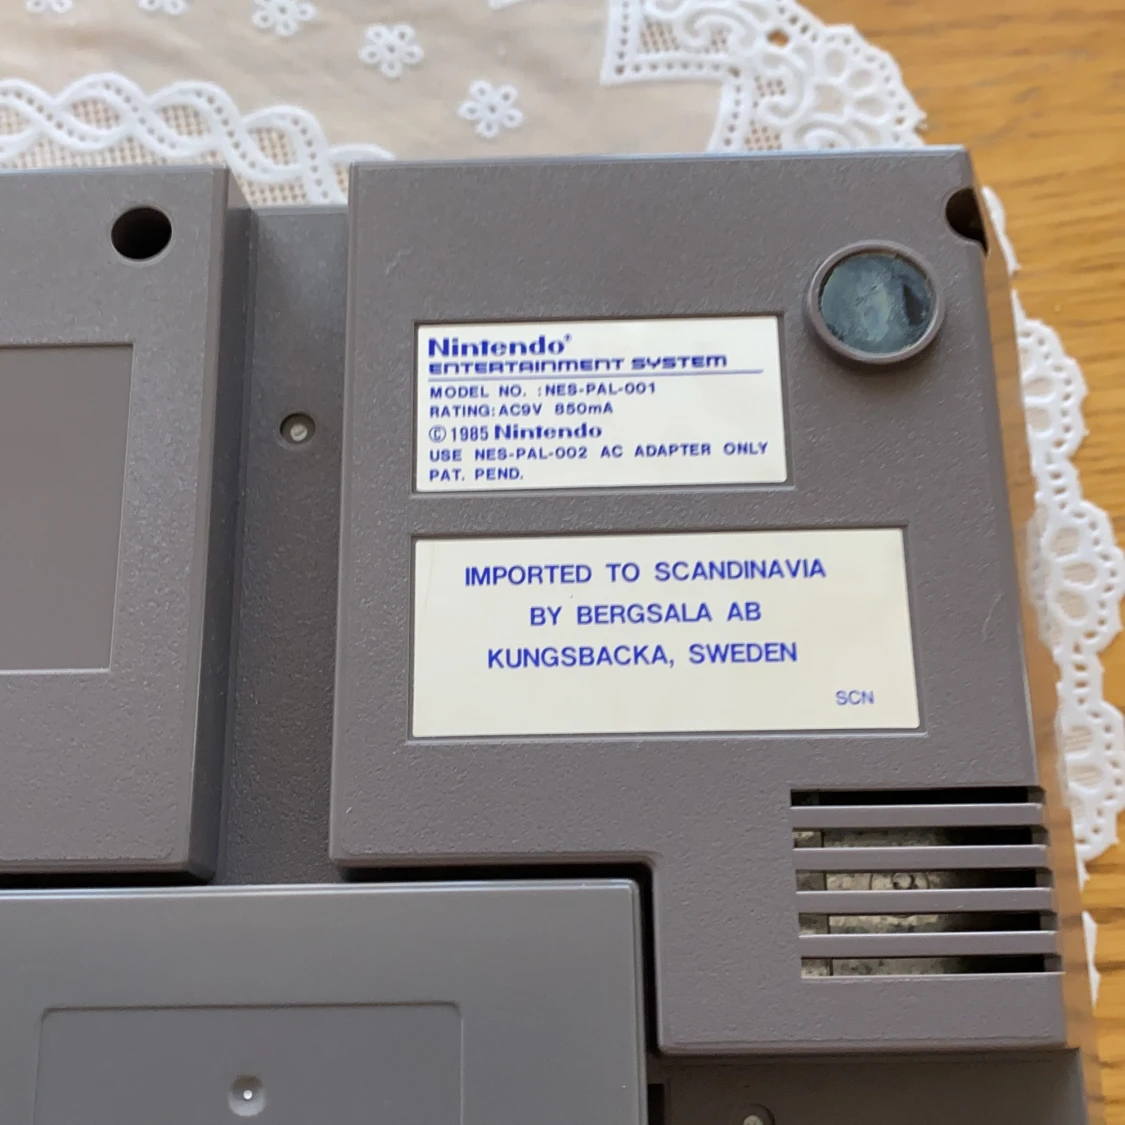 Nintendo®
ENTERTAINMENT SYSTEM
MODEL NO. :NES-PAL-001
RATING:AC9V 850mA
©1985 Nintendo
USE NES-PAL-002 AC ADAPTER ONLY
PAT. PEND.
IMPORTED TO SCANDINAVIA
BY BERGSALA AB
KUNGSBACKA, SWEDEN
SCN